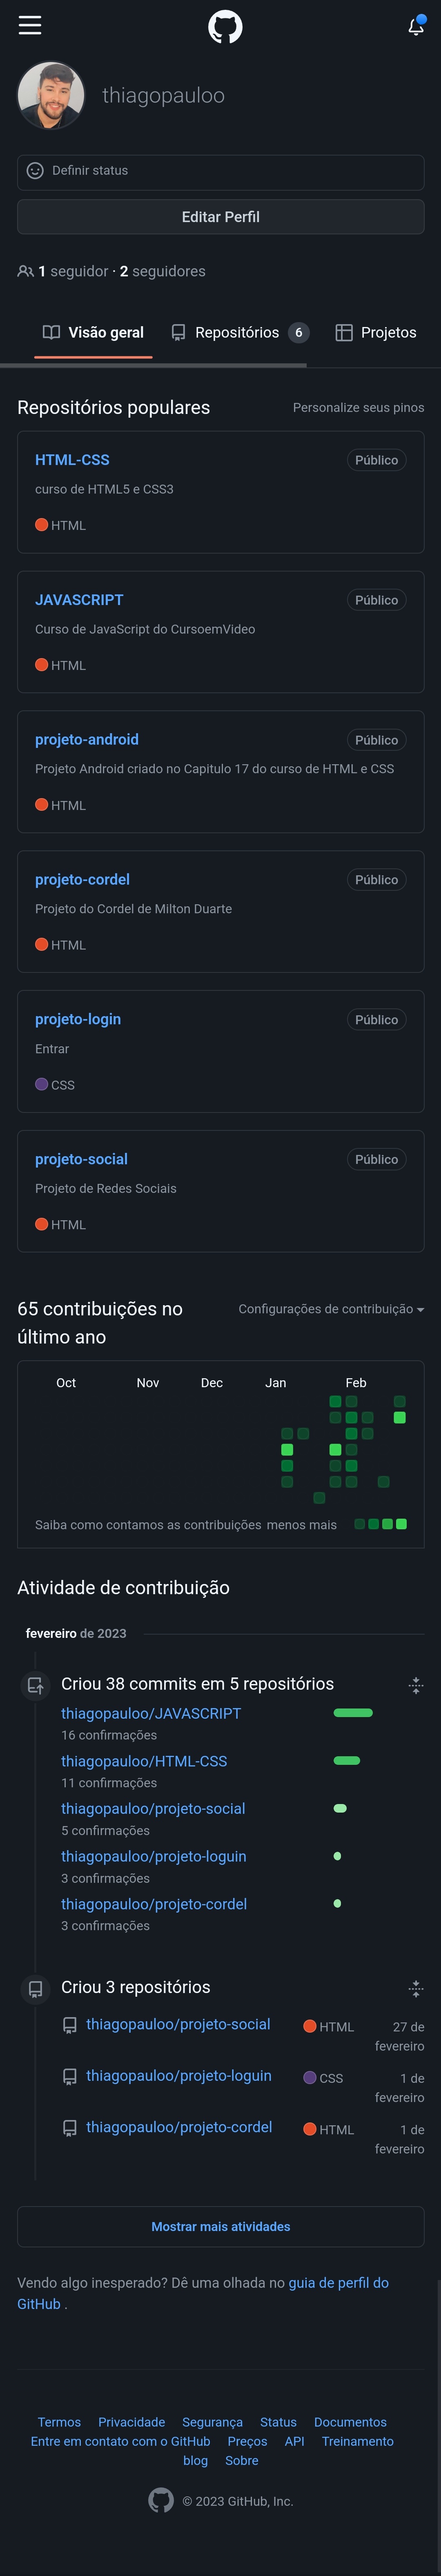 thiagopauloo
Definir status
Editar Perfil
1 seguidor · 2 seguidores
Visão geral Repositórios 6 Projetos
Repositórios populares Personalize seus pinos
HTML-CSS Público
curso de HTML5 e CSS3
HTML
JAVASCRIPT Público
Curso de JavaScript do CursoemVideo
HTML
projeto-android Público
Projeto Android criado no Capitulo 17 do curso de HTML e CSS
HTML
projeto-cordel Público
Projeto do Cordel de Milton Duarte
HTML
projeto-login Público
Entrar
CSS
projeto-social Público
Projeto de Redes Sociais
HTML
65 contribuições no Configurações de contribuição
último ano
Oct Nov Dec Jan Feb
Saiba como contamos as contribuições menos mais
Atividade de contribuição
fevereiro de 2023
Criou 38 commits em 5 repositórios
thiagopauloo/JAVASCRIPT
16 confirmações
thiagopauloo/HTML-CSS
11 confirmações
thiagopauloo/projeto-social
5 confirmações
thiagopauloo/projeto-loguin
3 confirmações
thiagopauloo/projeto-cordel
3 confirmações
Criou 3 repositórios
thiagopauloo/projeto-social HTML 27 de
fevereiro
thiagopauloo/projeto-loguin CSS 1 de
fevereiro
thiagopauloo/projeto-cordel HTML 1 de
fevereiro
Mostrar mais atividades
Vendo algo inesperado? Dê uma olhada no guia de perfil do
GitHub .
Termos Privacidade Segurança Status Documentos
Entre em contato com o GitHub Preços API Treinamento
blog Sobre
© 2023 GitHub, Inc.